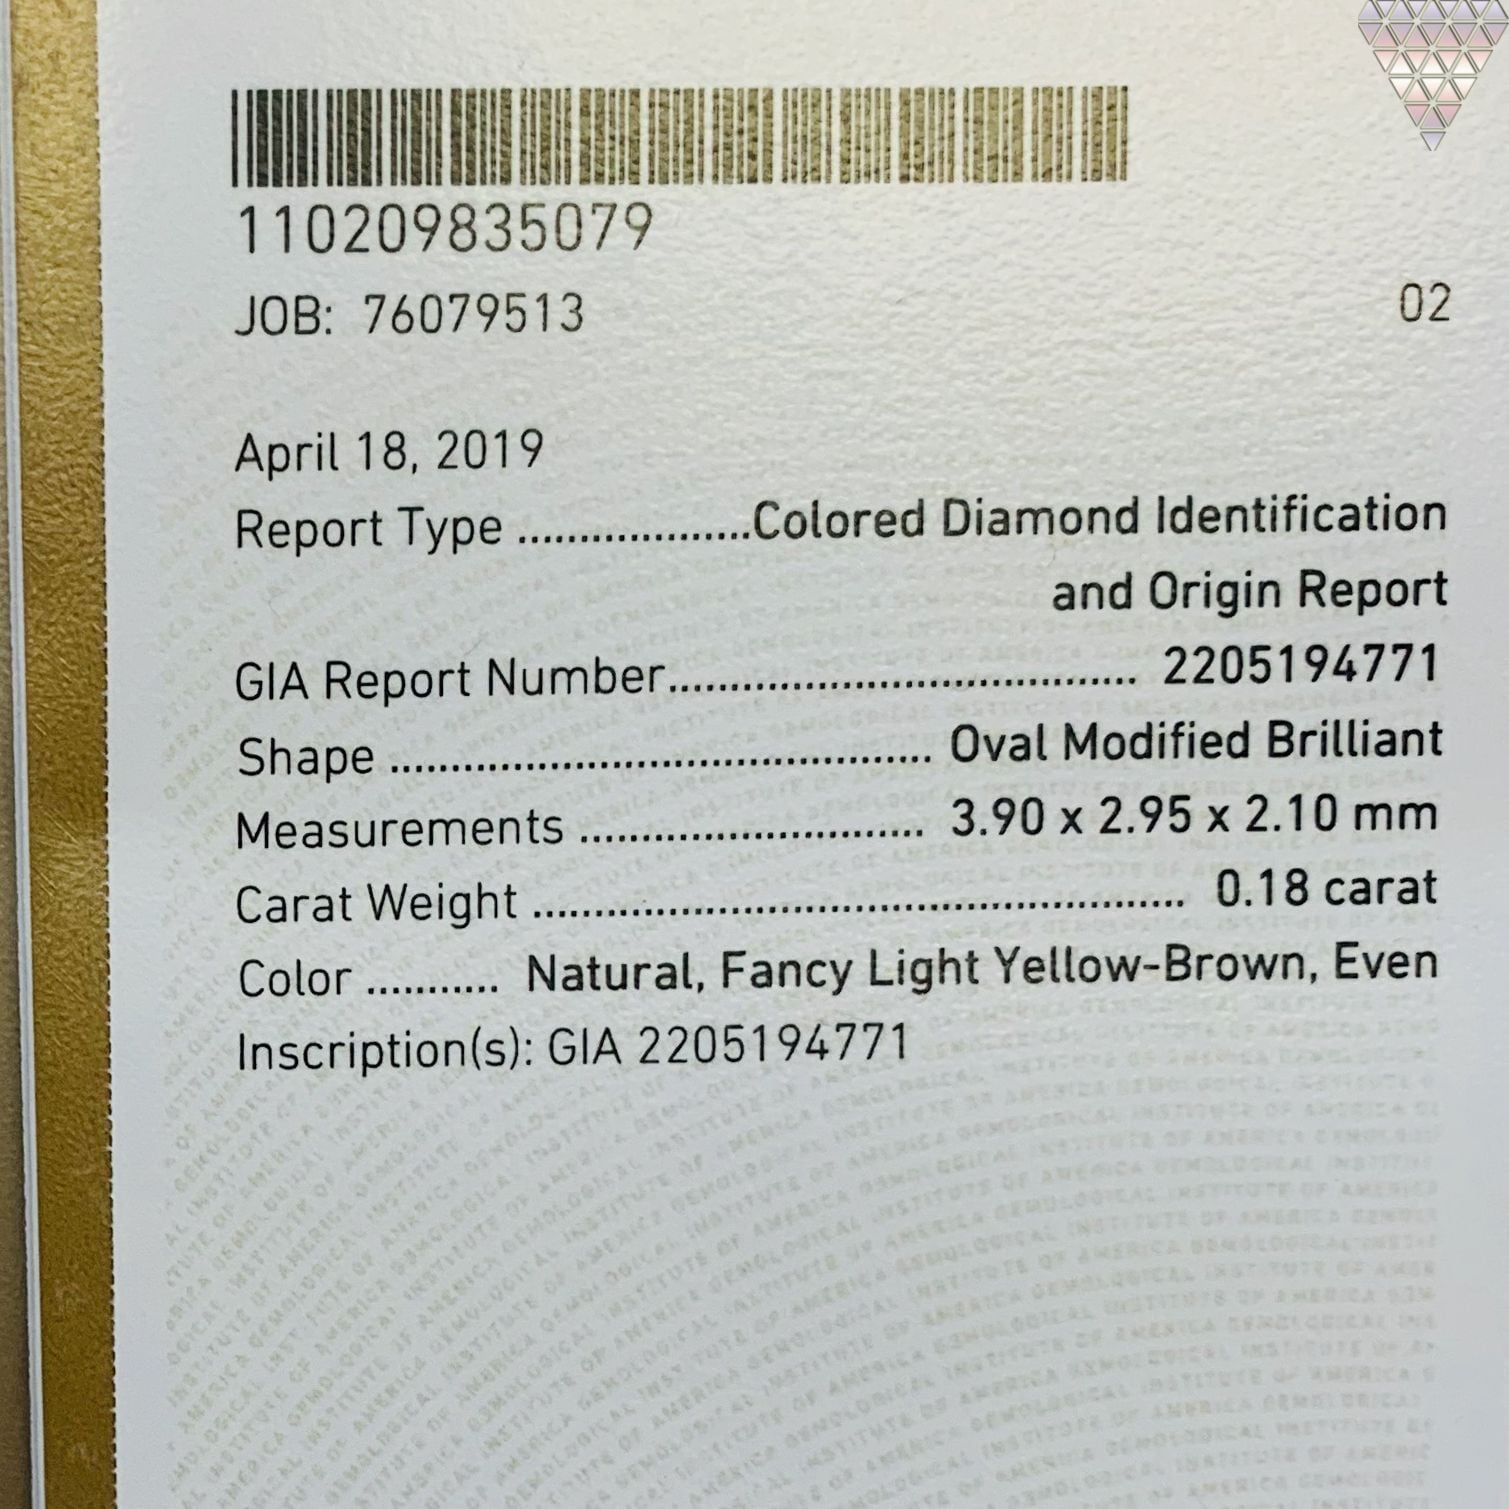 110209835079
JOB: 76079513 02
April 18, 2019
Report Type ...................Colored Diamond Identification
and Origin Report
GIA Report Number...................................... 2205194771
Shape ............................................ Oval Modified Brilliant
Measurements ............................ 3.90 x 2.95 x 2.10 mm
Carat Weight ..................................................... 0.18 carat
Color ........... Natural, Fancy Light Yellow-Brown, Even
Inscription(s): GIA 2205194771